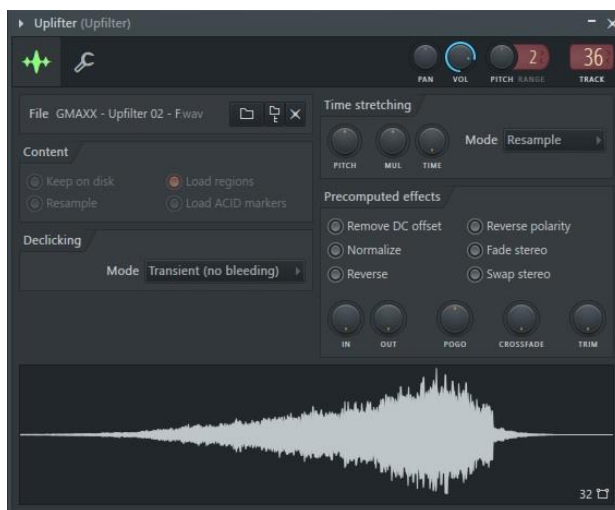 Uplifter (Upfilter)
2
36
PAN VOL PITCH RANGE TRACK
File GMAXX - Upfilter 02 - F.wav
Content
Keep on disk Load regions
Resample Load ACID markers
Declicking
Mode Transient (no bleeding)
Time stretching
Mode Resample
PITCH MUL TIME
Precomputed effects
Remove DC offset Reverse polarity
Normalize Fade stereo
Reverse Swap stereo
IN OUT POGO CROSSFADE TRIM
32